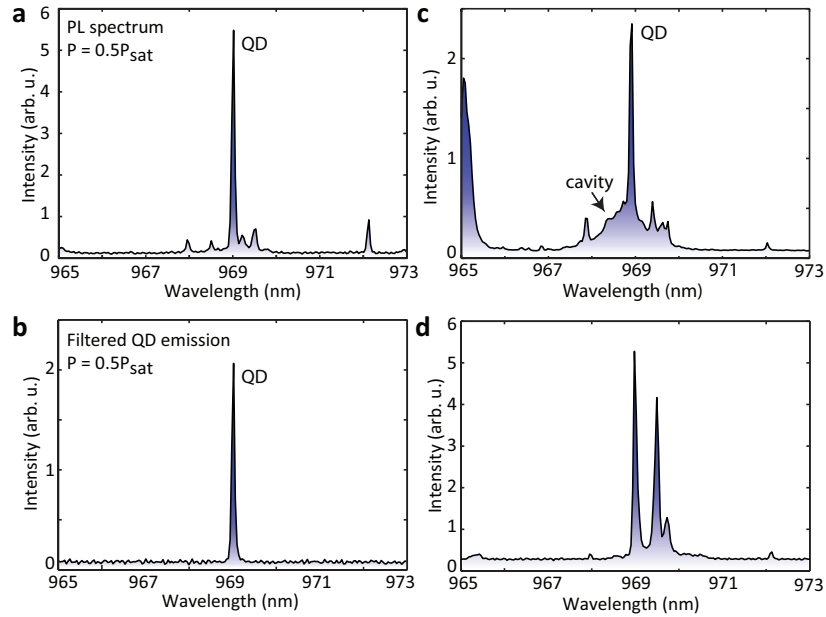 a
PL spectrum
P = 0.5Psat
QD
Intensity (arb. u.)
6
5
4
3
2
1
0
965 967 969 971 973
Wavelength (nm)
c
QD
cavity
Intensity (arb. u.)
2
1
0
965 967 969 971 973
Wavelength (nm)
b
Filtered QD emission
P = 0.5Psat
QD
Intensity (arb. u.)
2
1
0
965 967 969 971 973
Wavelength (nm)
d
Intensity (arb. u.)
6
5
4
3
2
1
0
965 967 969 971 973
Wavelength (nm)